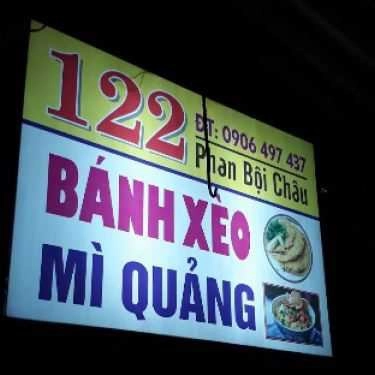 122
ĐT: 0906 497 437
Phan Bội Châu
BÁNH XÈO
MÌ QUẢNG